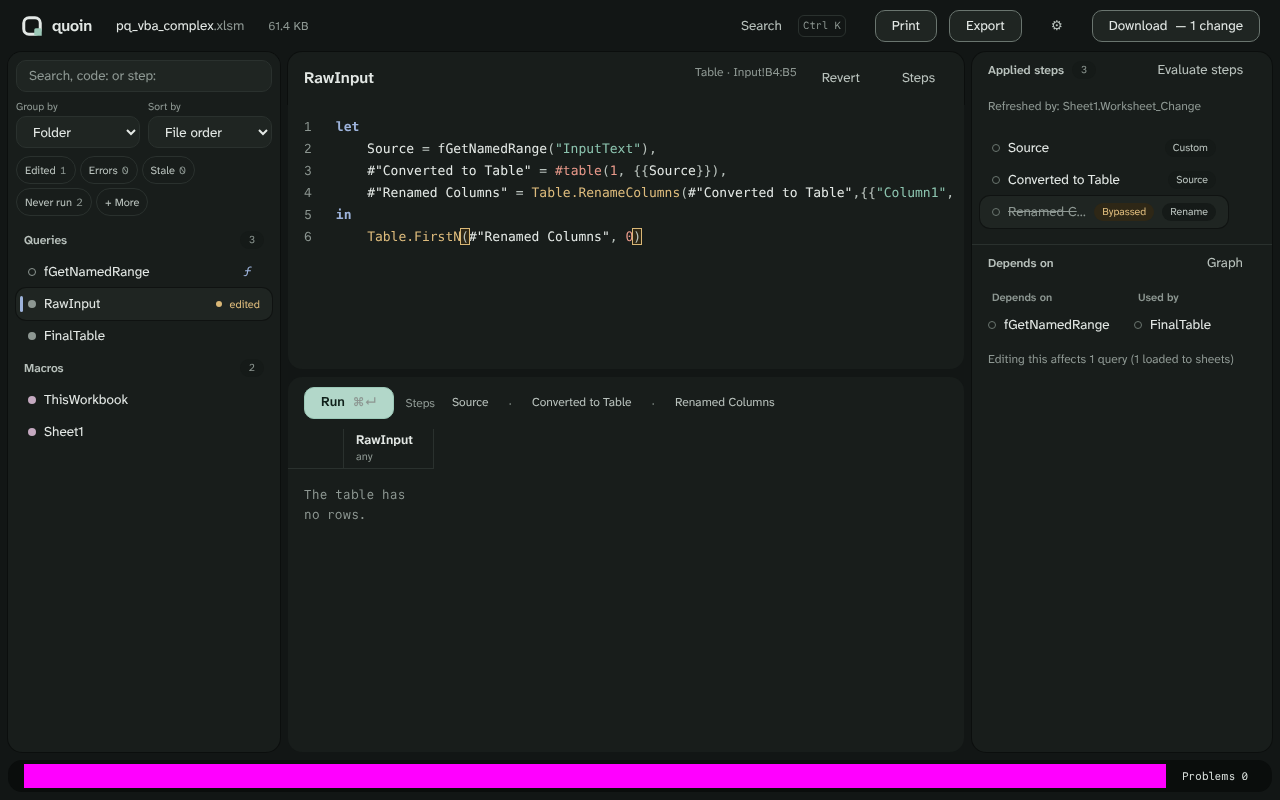 quoin
pq_vba_complex.xlsm
61.4 KB
Search
Ctrl K
Print
Export
Download — 1 change
Search, code: or step:
Group by
Sort by
Folder
File order
Edited 1
Errors 0
Stale 0
Never run 2
+ More
Queries
3
fGetNamedRange
ƒ
RawInput
edited
FinalTable
Macros
2
ThisWorkbook
Sheet1
RawInput
Table · Input!B4:B5
Revert
Steps
1 let
2 Source = fGetNamedRange("InputText"),
3 #"Converted to Table" = #table(1, {{Source}}),
4 #"Renamed Columns" = Table.RenameColumns(#"Converted to Table",{{"Column1",
5 in
6 Table.FirstN(#"Renamed Columns", 0)
Run ⌘↵
Steps
Source
·
Converted to Table
·
Renamed Columns
RawInput
any
The table has
no rows.
Applied steps
3
Evaluate steps
Refreshed by: Sheet1.Worksheet_Change
Source
Custom
Converted to Table
Source
Renamed C…
Bypassed
Rename
Depends on
Graph
Depends on
Used by
fGetNamedRange
FinalTable
Editing this affects 1 query (1 loaded to sheets)
Problems 0